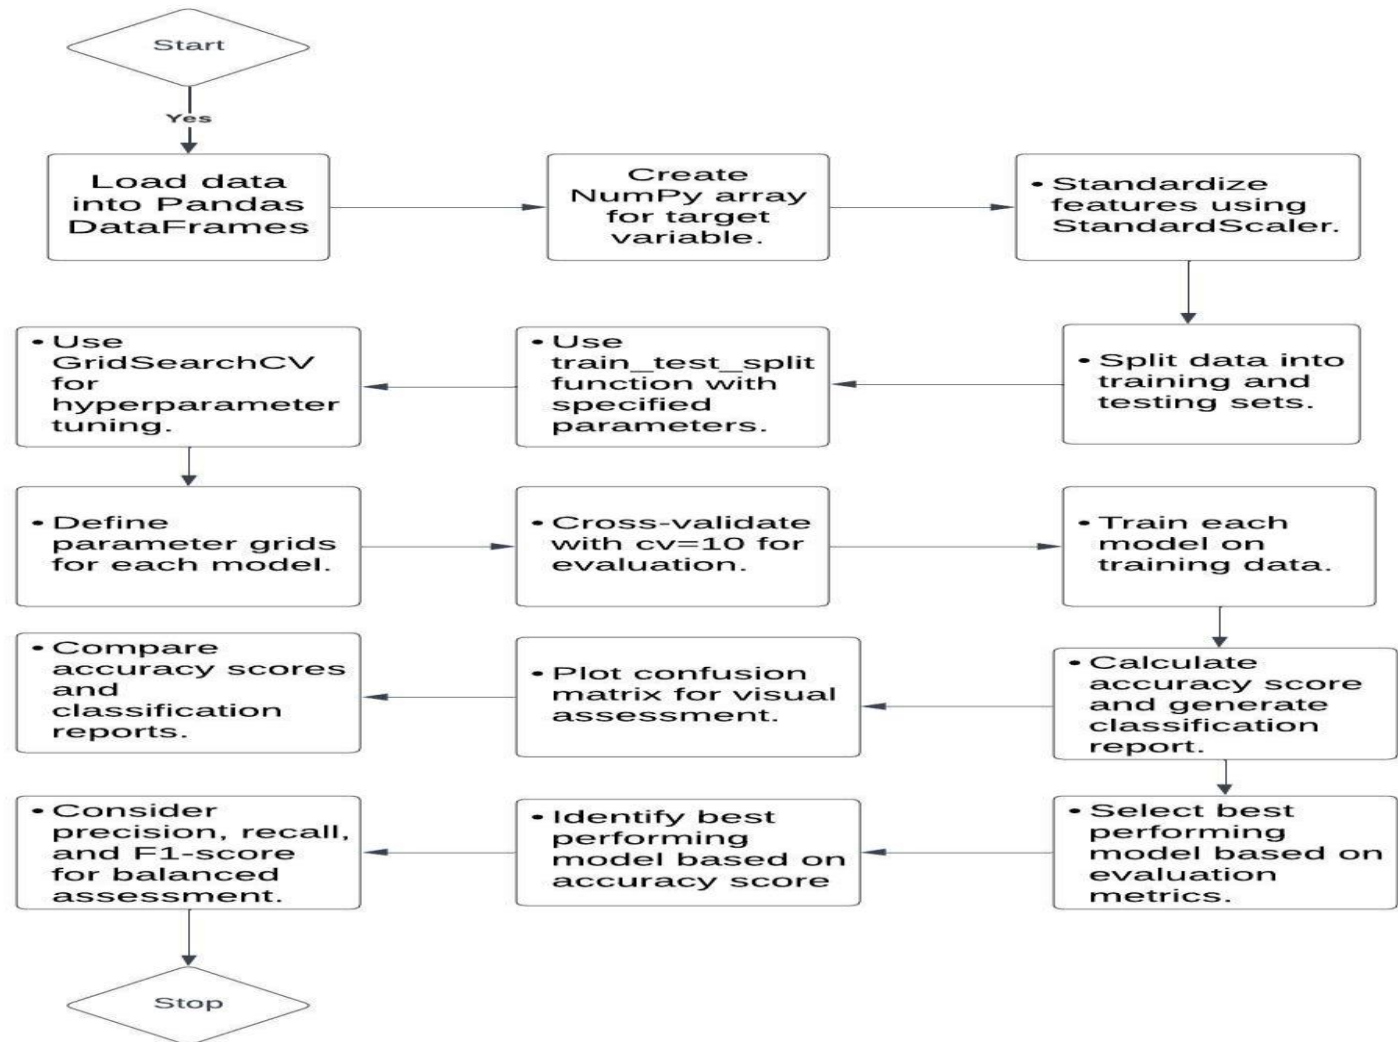 Start
Yes
Load data
into Pandas
DataFrames
Create
NumPy array
for target
variable.
• Standardize
features using
StandardScaler.
• Split data into
training and
testing sets.
• Use
train_test_split
function with
specified
parameters.
• Use
GridSearchCV
for
hyperparameter
tuning.
• Define
parameter grids
for each model.
• Cross-validate
with cv=10 for
evaluation.
• Train each
model on
training data.
• Calculate
accuracy score
and generate
classification
report.
• Plot confusion
matrix for visual
assessment.
• Compare
accuracy scores
and
classification
reports.
• Select best
performing
model based on
evaluation
metrics.
• Identify best
performing
model based on
accuracy score
• Consider
precision, recall,
and F1-score
for balanced
assessment.
Stop